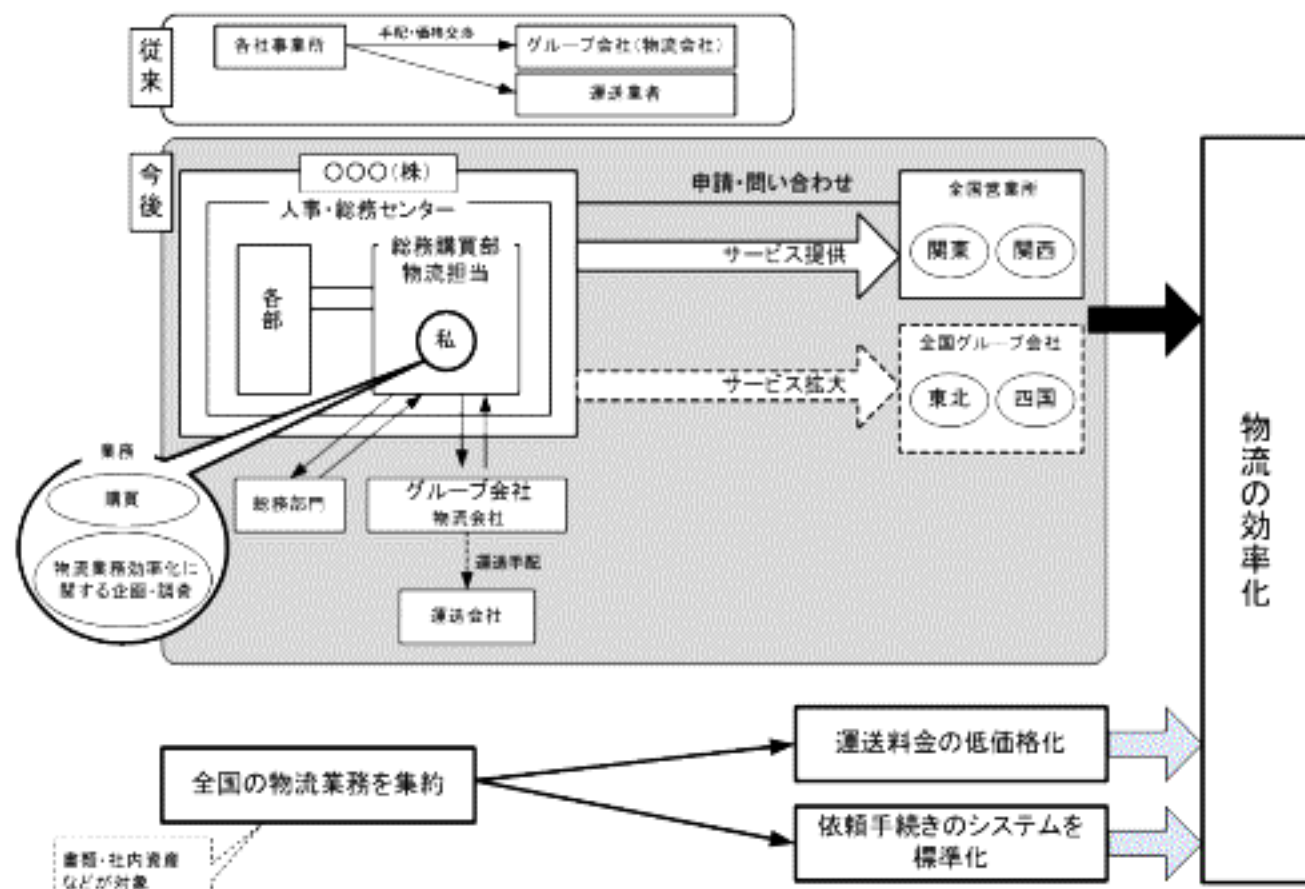 従来
各社事業所
手配・価格交渉
グループ会社(物流会社)
運送業者
今後
〇〇〇(株)
人事・総務センター
各部
総務購買部
物流担当
私
申請・問い合わせ
サービス提供
サービス拡大
全国営業所
関東
関西
全国グループ会社
東北
四国
業務
購買
物流業務効率化に
関する企画・調査
総務部門
グループ会社
物流会社
運送手配
運送会社
物流の効率化
全国の物流業務を集約
書類・社内資産
などが対象
運送料金の低価格化
依頼手続きのシステムを
標準化